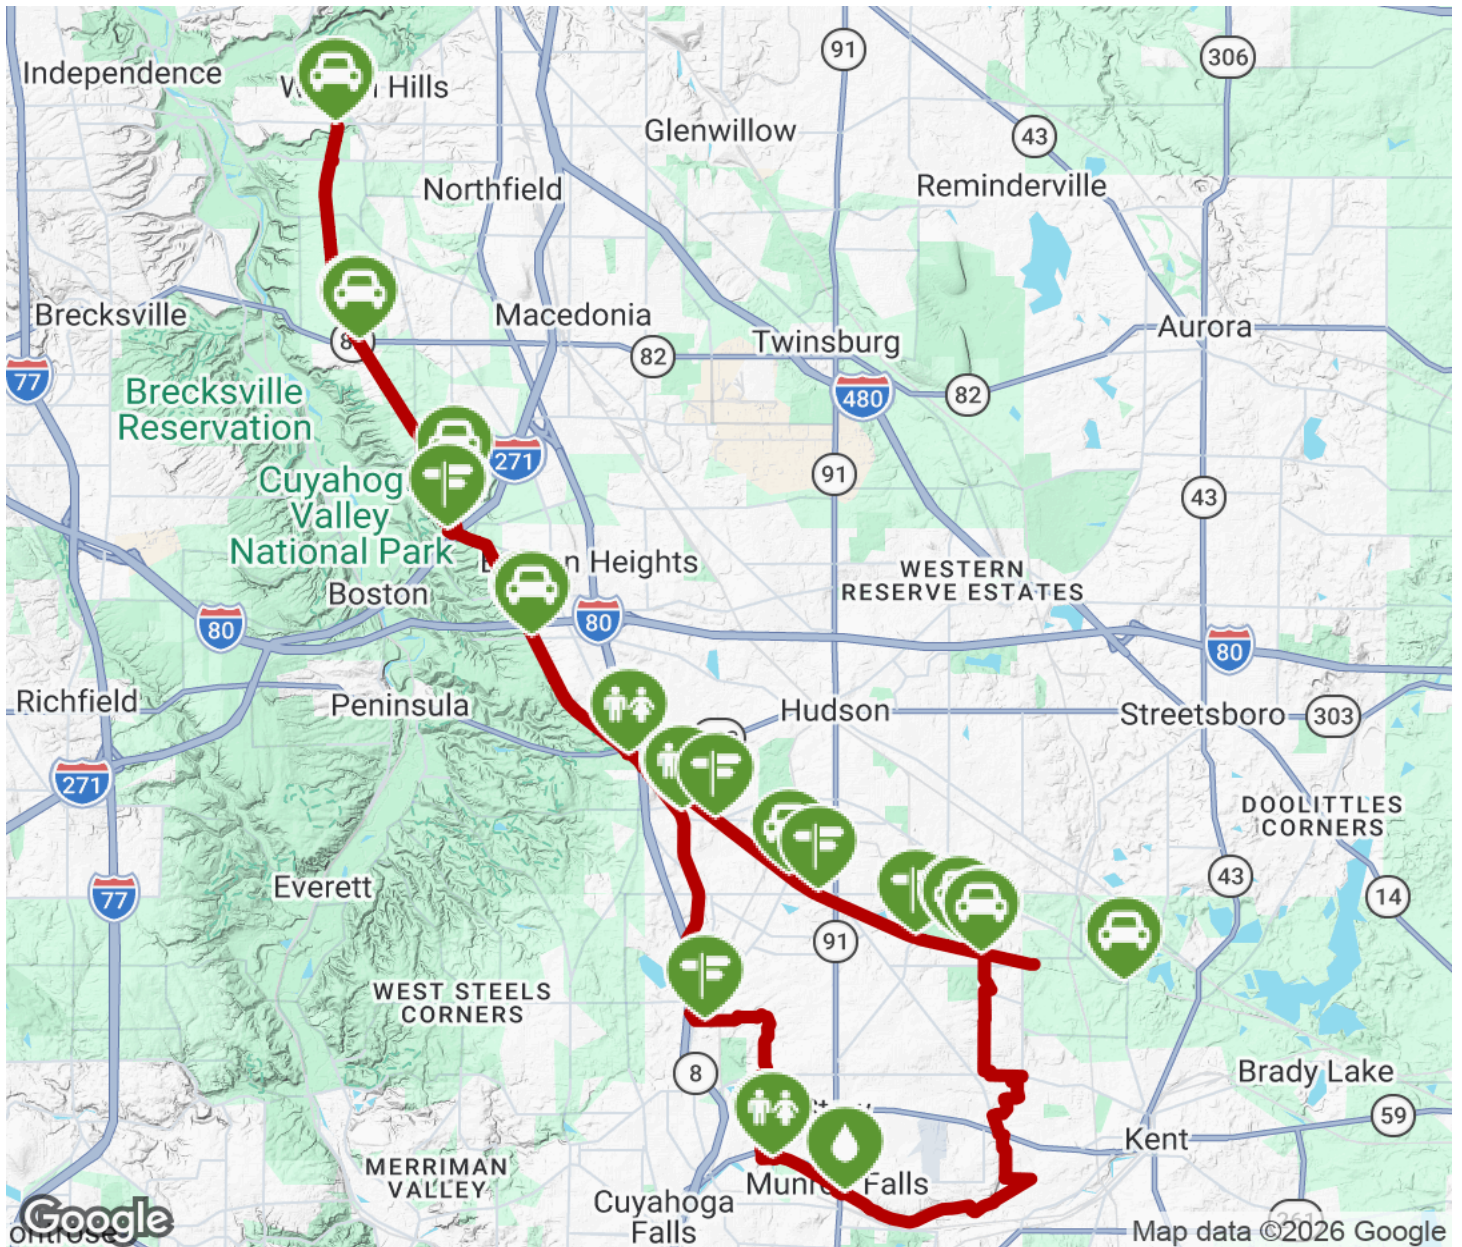 91
306
Independence
Hills
Glenwillow
43
Northfield
Reminderville
Brecksville
Macedonia
Aurora
Twinsburg
82
77
Brecksville
Reservation
480
82
271
91
43
Cuyahog
Valley
National Park
Heights
WESTERN
RESERVE ESTATES
Boston
80
80
80
Richfield
Peninsula
Hudson
Streetsboro
303
271
DOOLITTLES
CORNERS
Everett
43
77
14
91
WEST STEELS
CORNERS
8
Brady Lake
59
Kent
MERRIMAN
VALLEY
Munro Falls
Cuyahoga
Falls
Google
Map data ©2026 Google